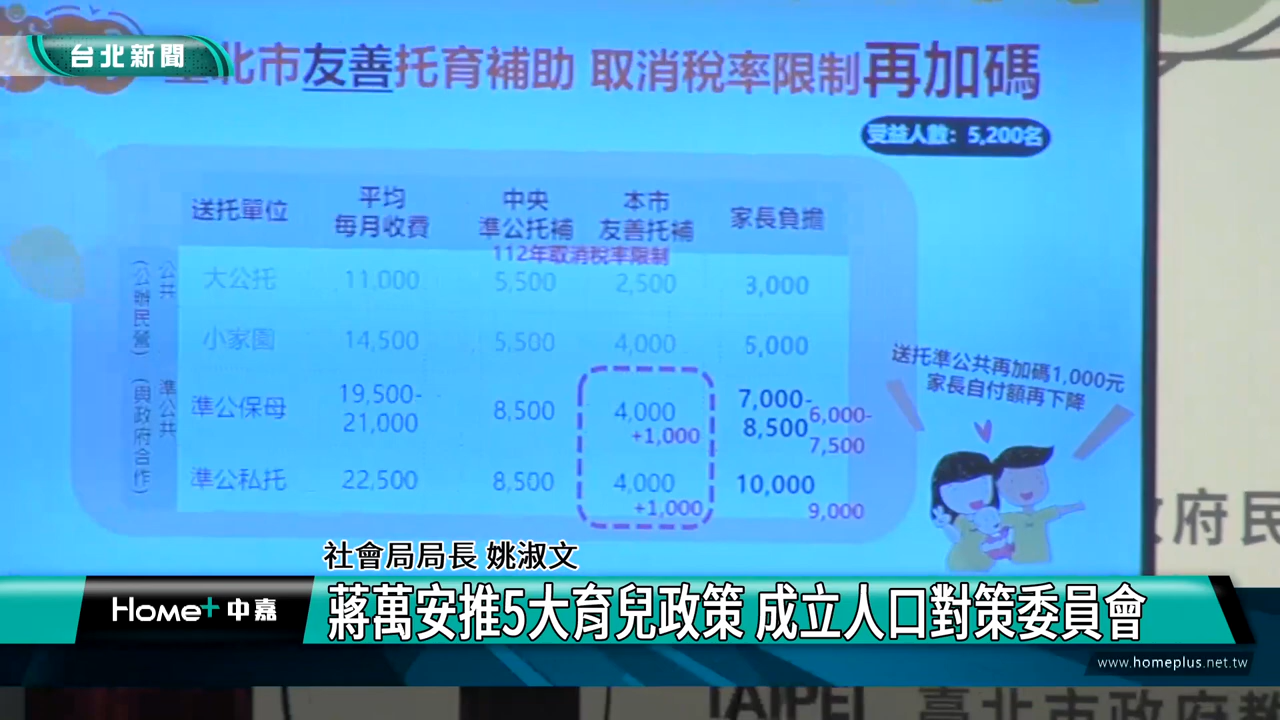 台北新聞
北市友善托育補助 取消稅率限制再加碼
受益人數：5,200名
送托單位 平均每月收費 中央準公托補 本市友善托補 家長負擔
112年取消稅率限制
公共（公辦民營）
大公托 11,000 5,500 2,500 3,000
小家園 14,500 5,500 4,000 5,000
準公共（與政府合作）
準公保母 19,500-21,000 8,500 4,000 +1,000 7,000-8,500 6,000-7,500
準公私托 22,500 8,500 4,000 +1,000 10,000 9,000
送托準公共再加碼1,000元
家長自付額再下降
府民
社會局局長 姚淑文
Home+中嘉
蔣萬安推5大育兒政策 成立人口對策委員會
www.homeplus.net.tw
TAIPEI
臺北市政府教